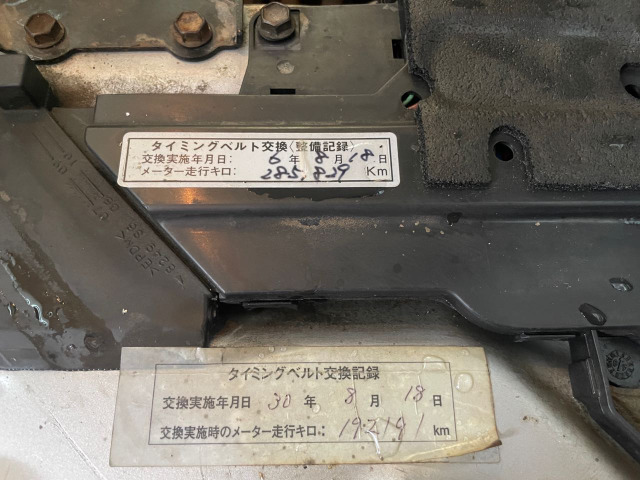 タイミングベルト交換〈整備記録〉
交換実施年月日: 6 年 8 月 18 日
メーター走行キロ: 285,829 Km
タイミングベルト交換記録
交換実施年月日 30 年 8 月 18 日
交換実施時のメーター走行キロ: 192191 km